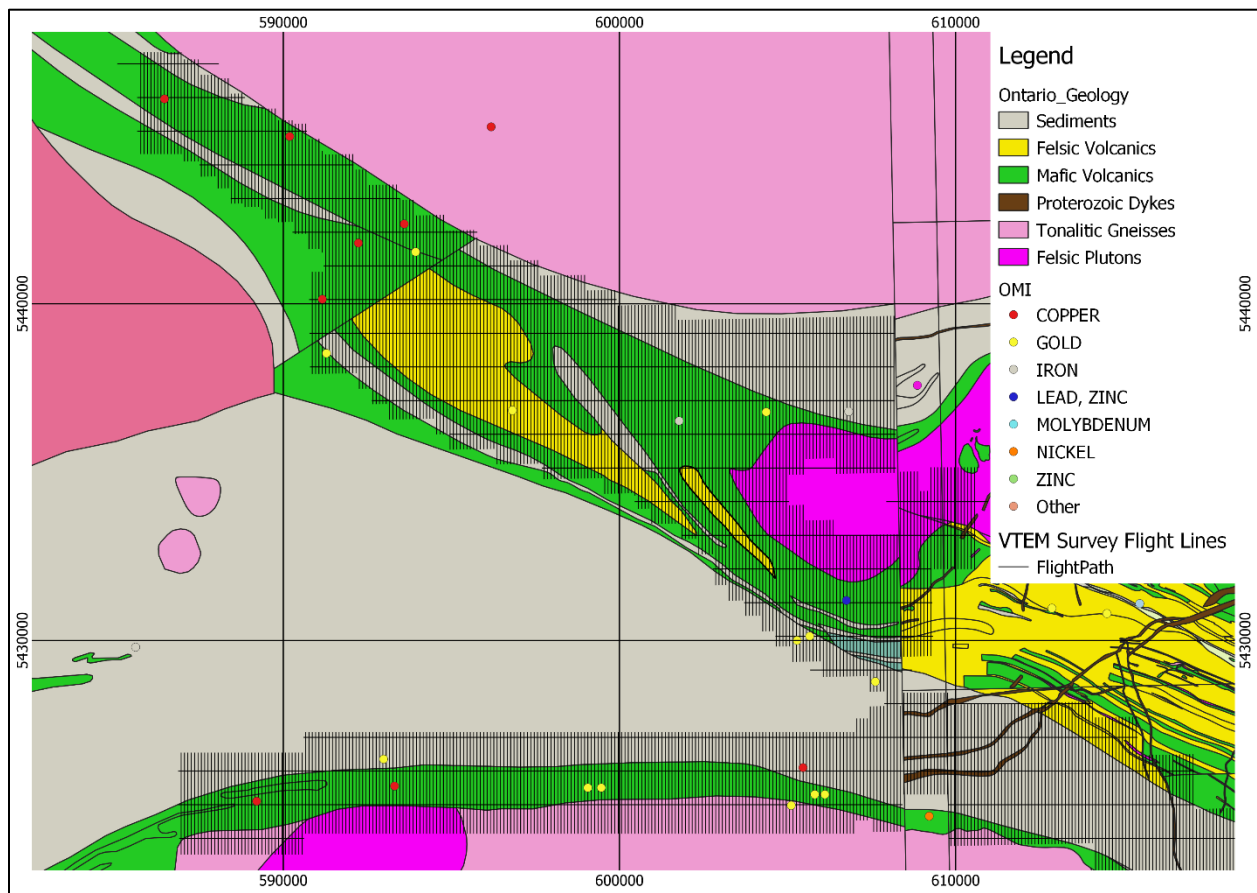 590000 600000 610000
Legend
Ontario_Geology
Sediments
Felsic Volcanics
Mafic Volcanics
Proterozoic Dykes
Tonalitic Gneisses
Felsic Plutons
OMI
COPPER
GOLD
IRON
LEAD, ZINC
MOLYBDENUM
NICKEL
ZINC
Other
VTEM Survey Flight Lines
FlightPath
5440000 5440000
5430000 5430000
590000 600000 610000